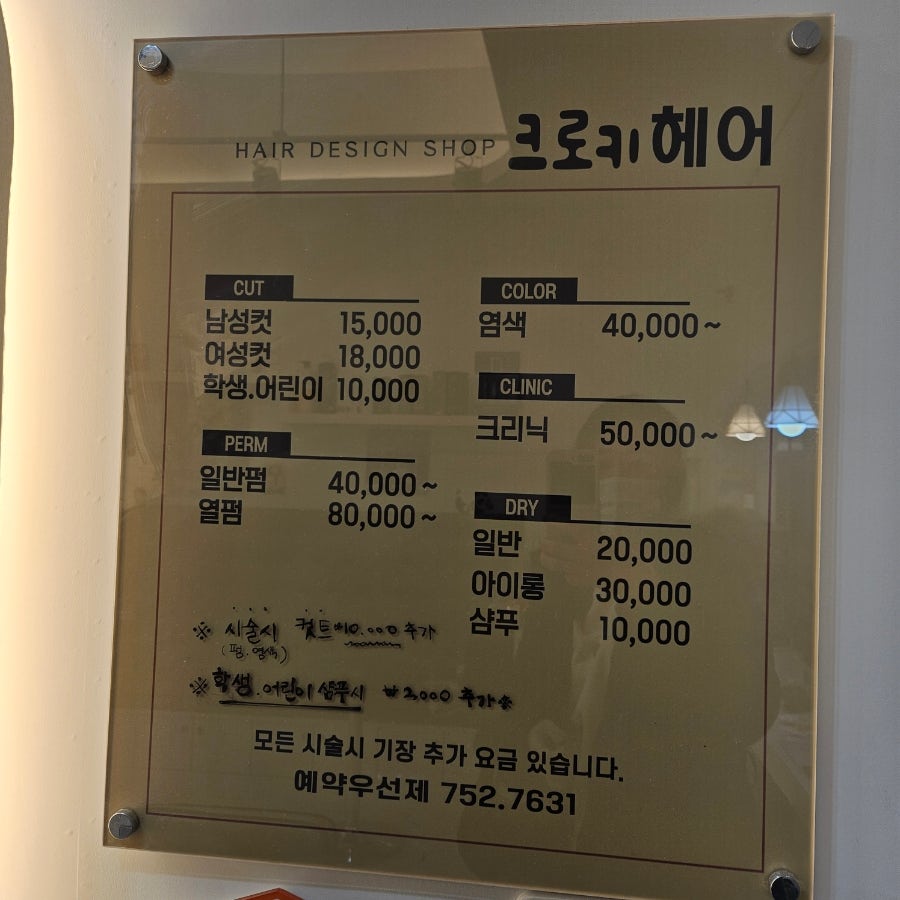 HAIR DESIGN SHOP 크로키헤어
CUT
남성컷 15,000
여성컷 18,000
학생.어린이 10,000
PERM
일반펌 40,000~
열펌 80,000~
COLOR
염색 40,000~
CLINIC
크리닉 50,000~
DRY
일반 20,000
아이롱 30,000
샴푸 10,000
※ 시술시 컷트 ₩10.000 추가
(펌.염색)
※ 학생.어린이 샴푸시 ₩2,000 추가
모든 시술시 기장 추가 요금 있습니다.
예약우선제 752.7631